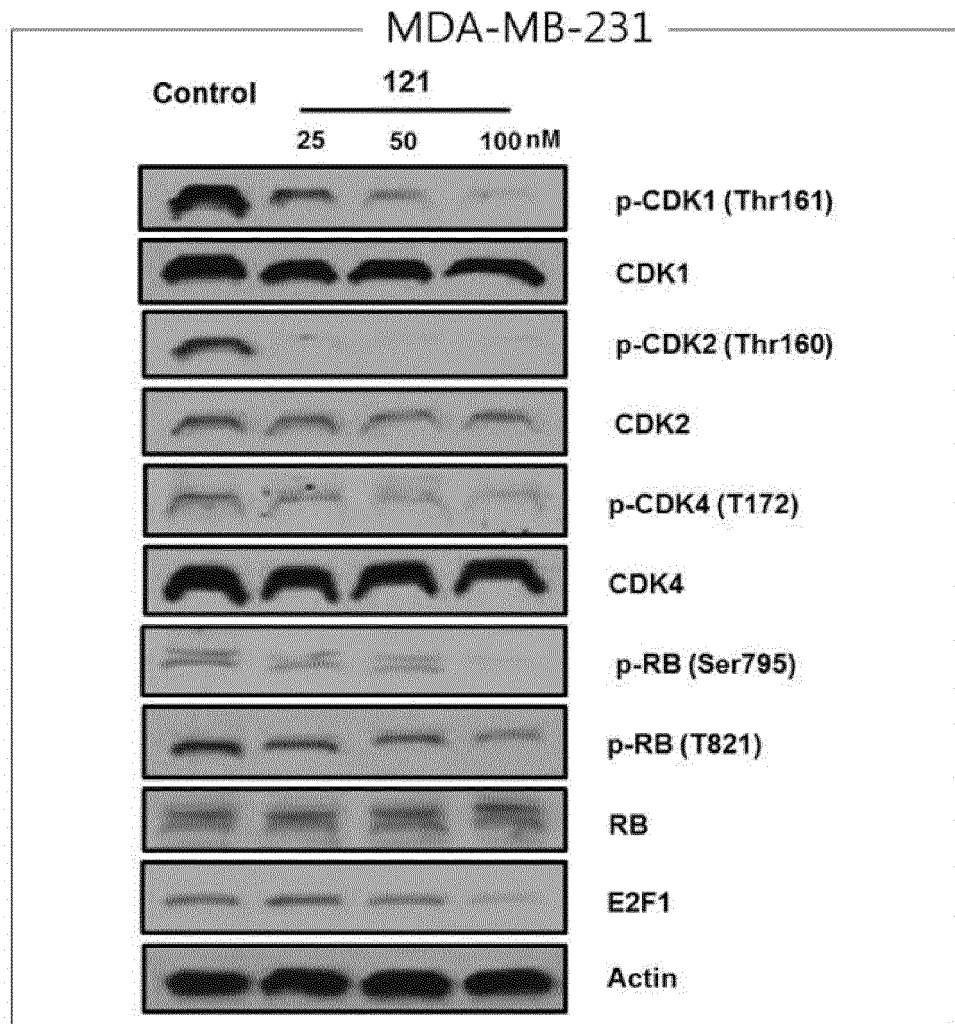 MDA-MB-231
Control
121
25 50 100 nM
p-CDK1 (Thr161)
CDK1
p-CDK2 (Thr160)
CDK2
p-CDK4 (T172)
CDK4
p-RB (Ser795)
p-RB (T821)
RB
E2F1
Actin